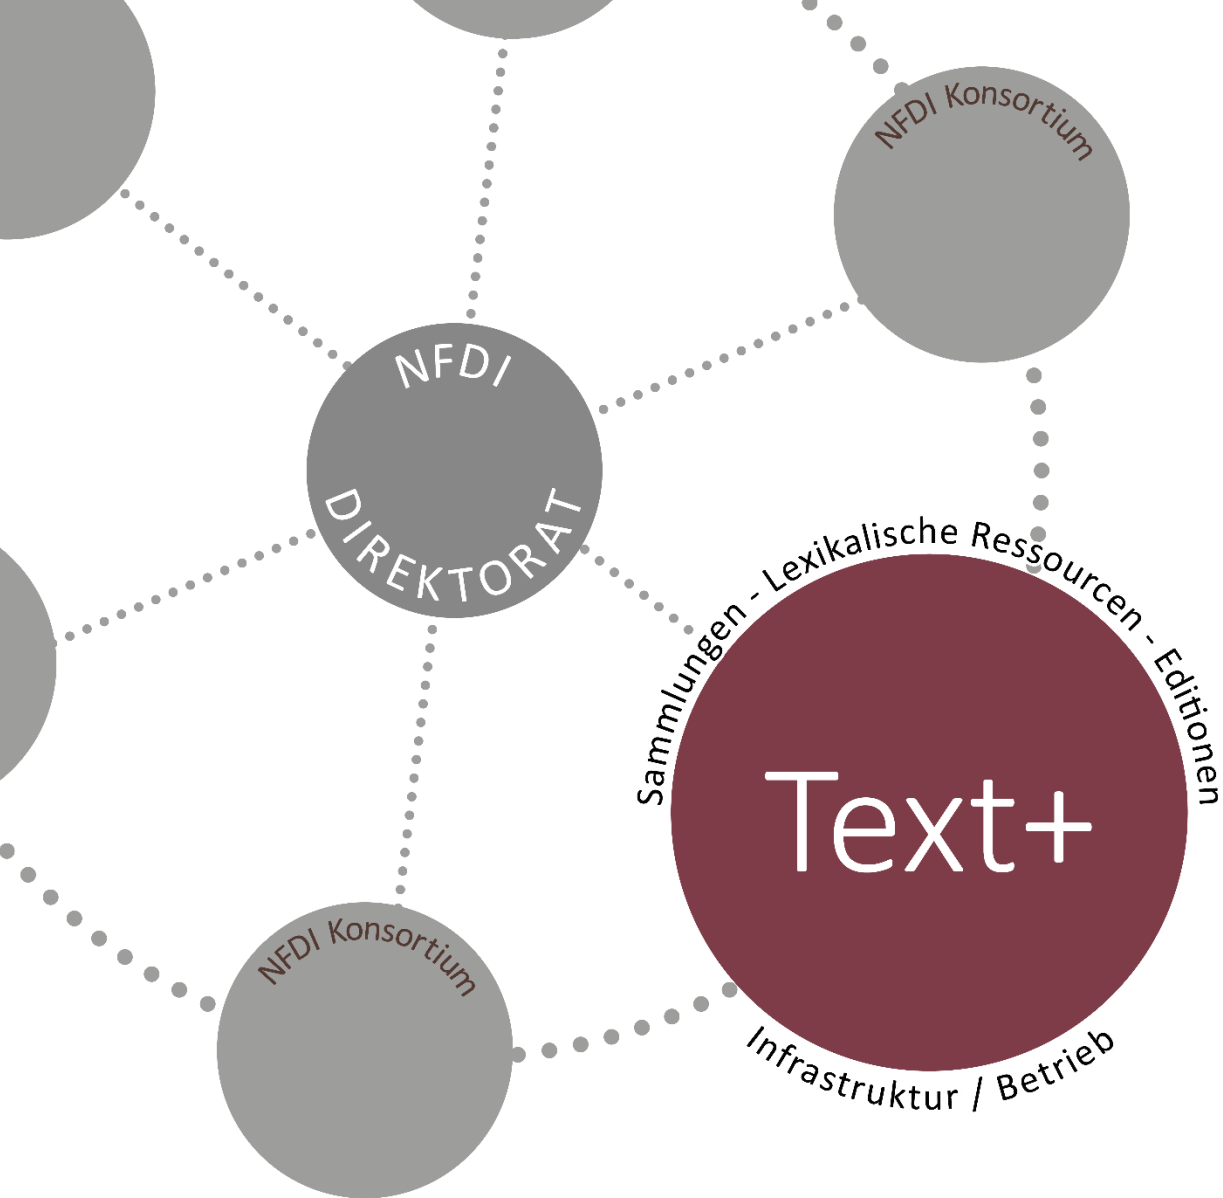 NFDI Konsortium
NFDI
DIREKTORAT
Sammlungen - Lexikalische Ressourcen - Editionen
Text+
Infrastruktur / Betrieb
NFDI Konsortium